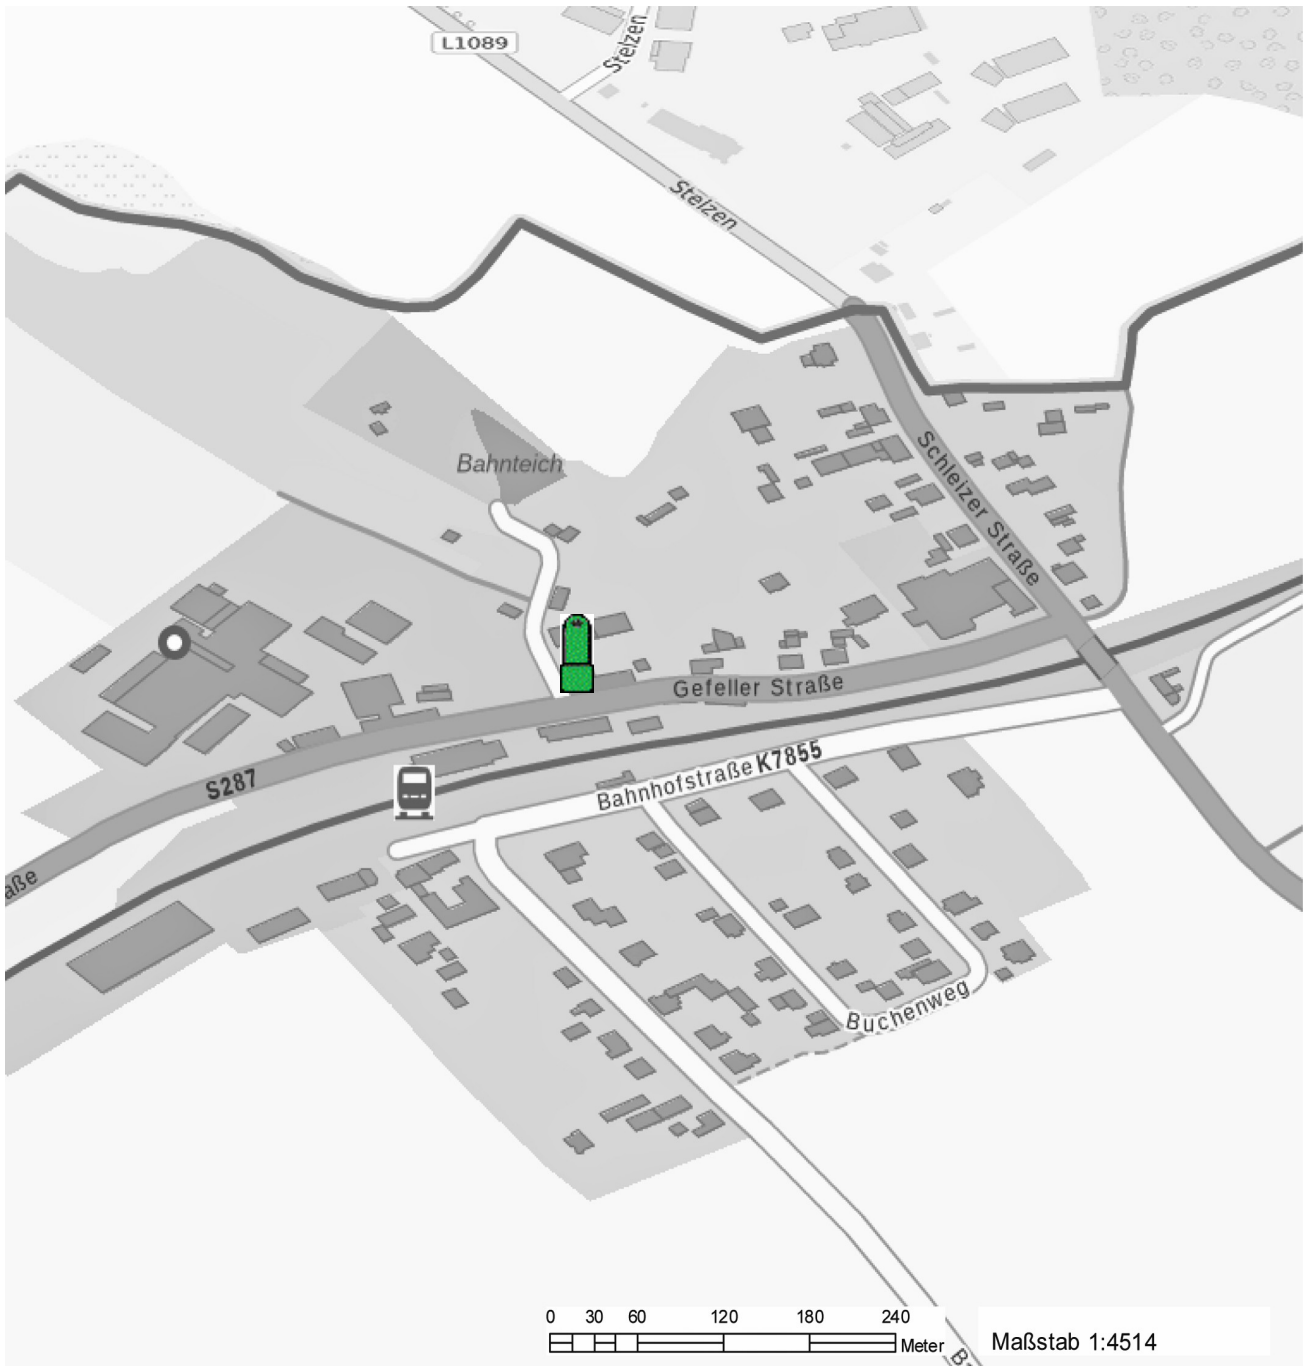 L1089
Stelzen
Stelzen
Bahnteich
Schleizer Straße
Gefeller Straße
S287
Bahnhofstraße K7855
aße
Buchenweg
0 30 60 120 180 240
Meter
Maßstab 1:4514